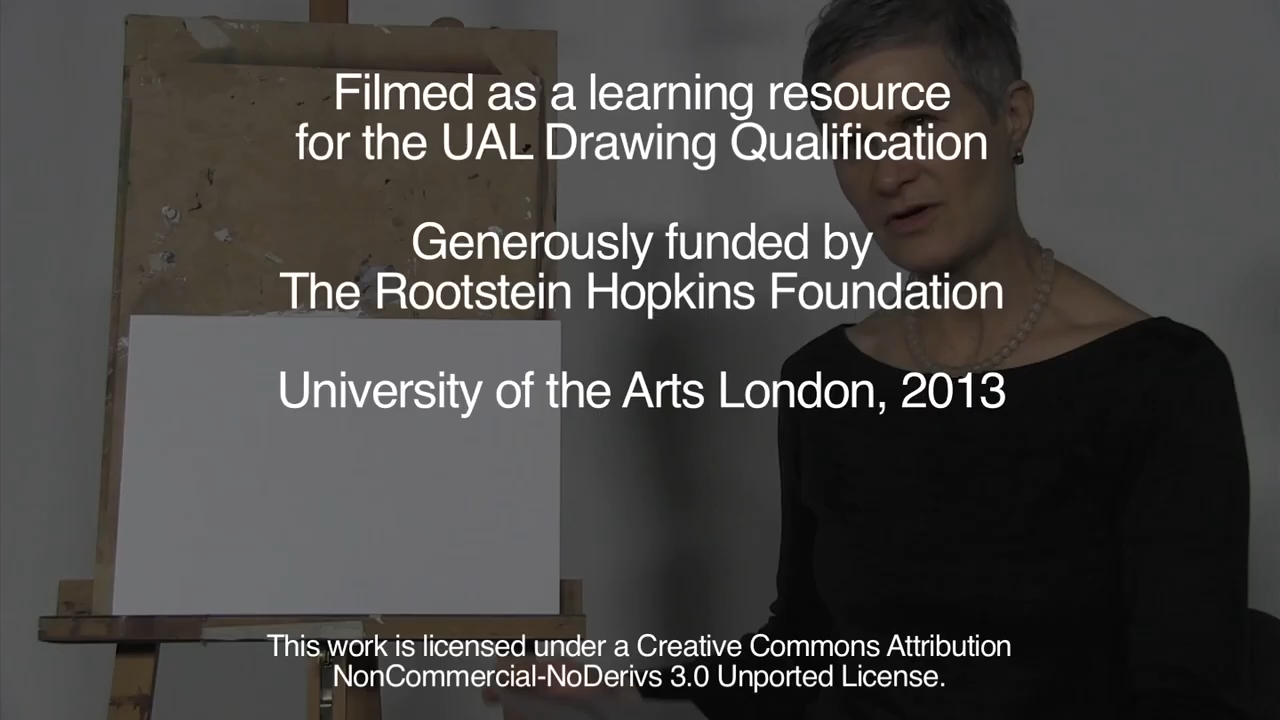 Filmed as a learning resource
for the UAL Drawing Qualification
Generously funded by
The Rootstein Hopkins Foundation
University of the Arts London, 2013
This work is licensed under a Creative Commons Attribution
NonCommercial-NoDerivs 3.0 Unported License.